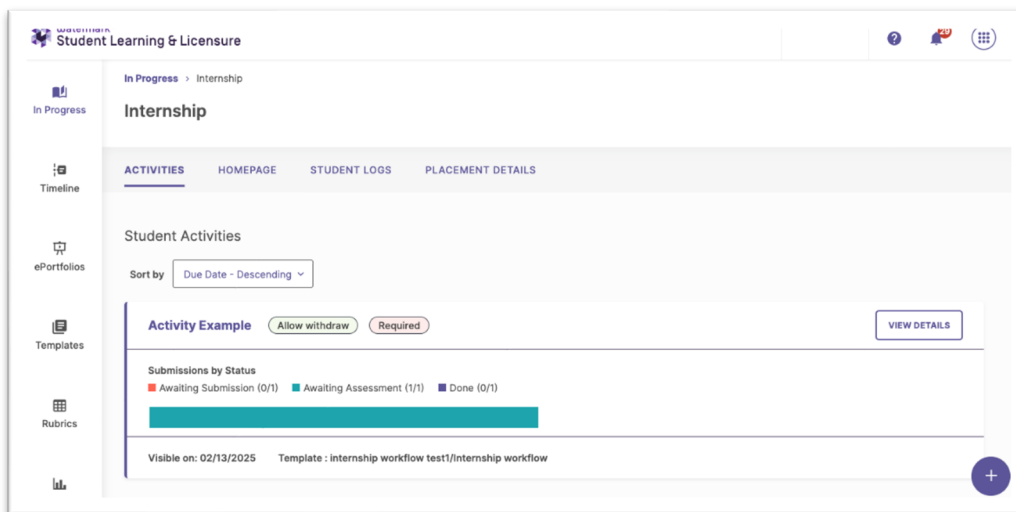 watermark
Student Learning & Licensure
29
In Progress > Internship
Internship
In Progress
Timeline
ePortfolios
Templates
Rubrics
ACTIVITIES HOMEPAGE STUDENT LOGS PLACEMENT DETAILS
Student Activities
Sort by Due Date - Descending
Activity Example Allow withdraw Required VIEW DETAILS
Submissions by Status
Awaiting Submission (0/1) Awaiting Assessment (1/1) Done (0/1)
Visible on: 02/13/2025 Template : internship workflow test1/Internship workflow